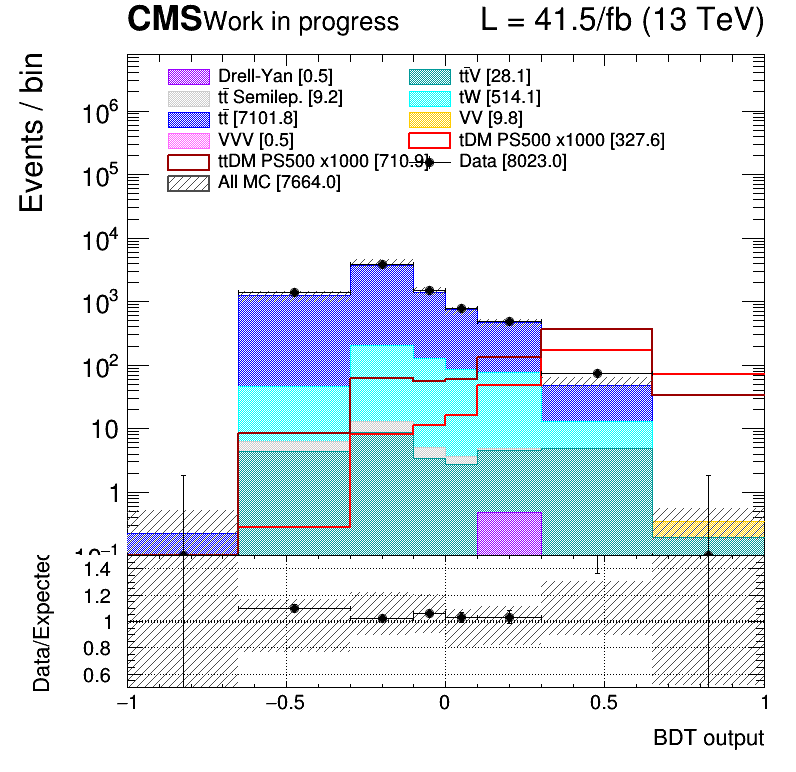 CMS Work in progress L = 41.5/fb (13 TeV)
Drell-Yan [0.5] tt̄V [28.1]
tt̄ Semilep. [9.2] tW [514.1]
tt̄ [7101.8] VV [9.8]
VVV [0.5] tDM PS500 x1000 [327.6]
ttDM PS500 x1000 [710.9] Data [8023.0]
All MC [7664.0]
Events / bin
10⁶
10⁵
10⁴
10³
10²
10
1
10⁻¹
Data/Expected
1.4
1.2
1
0.8
0.6
−1 −0.5 0 0.5 1
BDT output